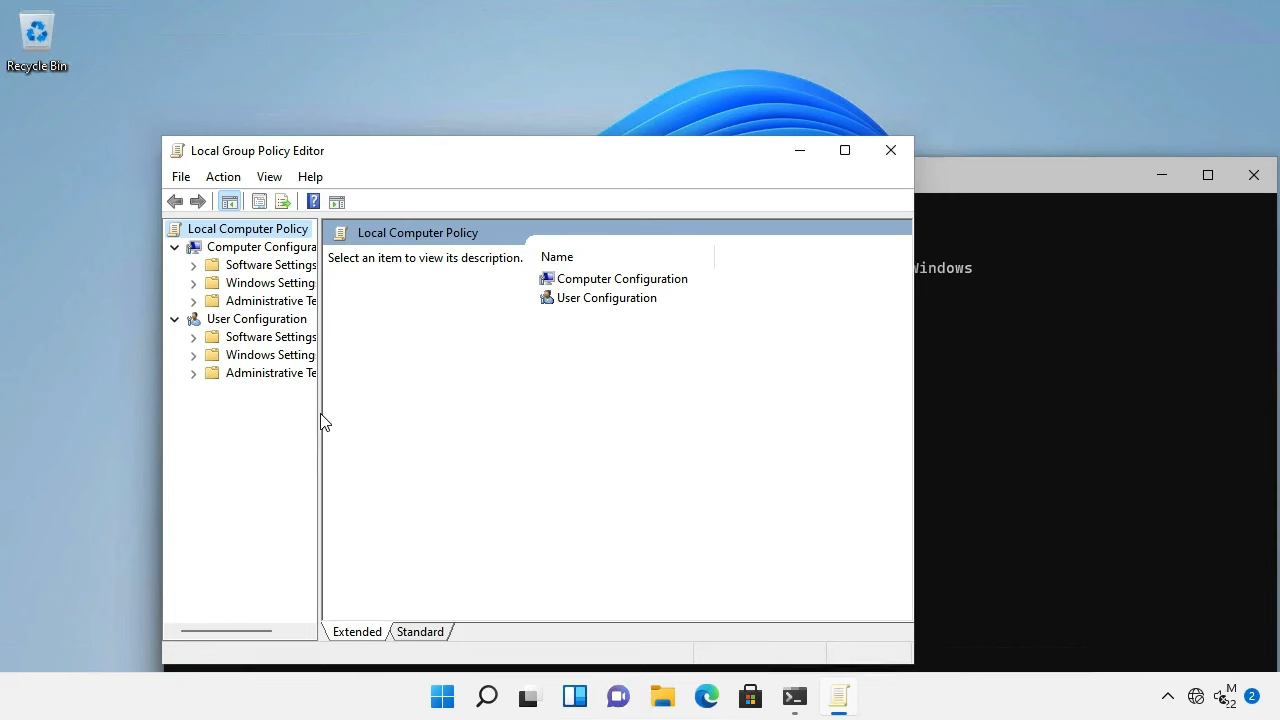 Recycle Bin
Local Group Policy Editor
File Action View Help
Local Computer Policy
Computer Configura
Software Settings
Windows Setting
Administrative Te
User Configuration
Software Settings
Windows Setting
Administrative Te
Local Computer Policy
Select an item to view its description.
Name
Computer Configuration
User Configuration
Extended Standard
Windows
M
22
2